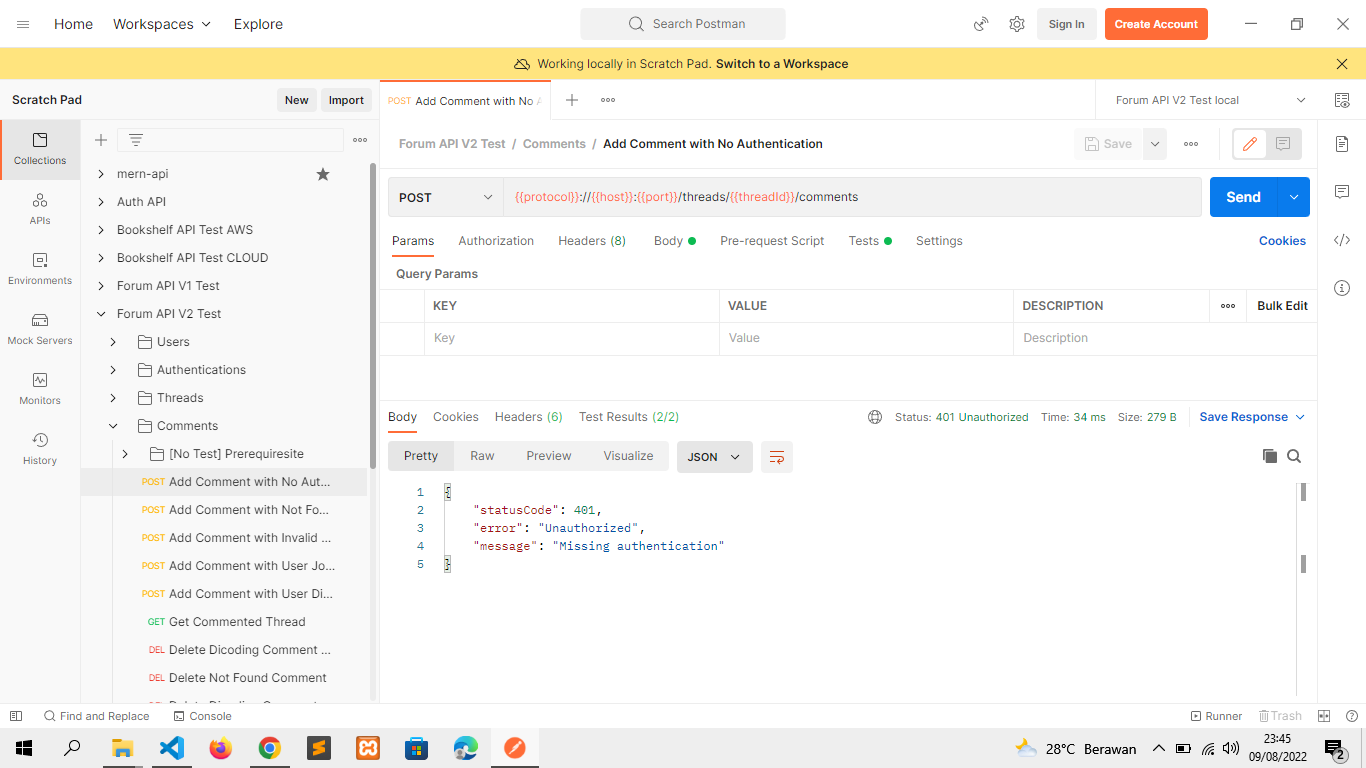 Home Workspaces Explore Search Postman Sign In Create Account
Working locally in Scratch Pad. Switch to a Workspace
Scratch Pad New Import
POST Add Comment with No A
Forum API V2 Test local
Collections
APIs
Environments
Mock Servers
Monitors
History
mern-api
Auth API
Bookshelf API Test AWS
Bookshelf API Test CLOUD
Forum API V1 Test
Forum API V2 Test
Users
Authentications
Threads
Comments
[No Test] Prerequiresite
POST Add Comment with No Aut...
POST Add Comment with Not Fo...
POST Add Comment with Invalid ...
POST Add Comment with User Jo...
POST Add Comment with User Di...
GET Get Commented Thread
DEL Delete Dicoding Comment ...
DEL Delete Not Found Comment
Forum API V2 Test / Comments / Add Comment with No Authentication Save
POST {{protocol}}://{{host}}:{{port}}/threads/{{threadId}}/comments Send
Params Authorization Headers (8) Body Pre-request Script Tests Settings Cookies
Query Params
KEY VALUE DESCRIPTION Bulk Edit
Key Value Description
Body Cookies Headers (6) Test Results (2/2) Status: 401 Unauthorized Time: 34 ms Size: 279 B Save Response
Pretty Raw Preview Visualize JSON
1 {
2 "statusCode": 401,
3 "error": "Unauthorized",
4 "message": "Missing authentication"
5 }
Find and Replace Console Runner Trash
28°C Berawan 23:45
09/08/2022 2